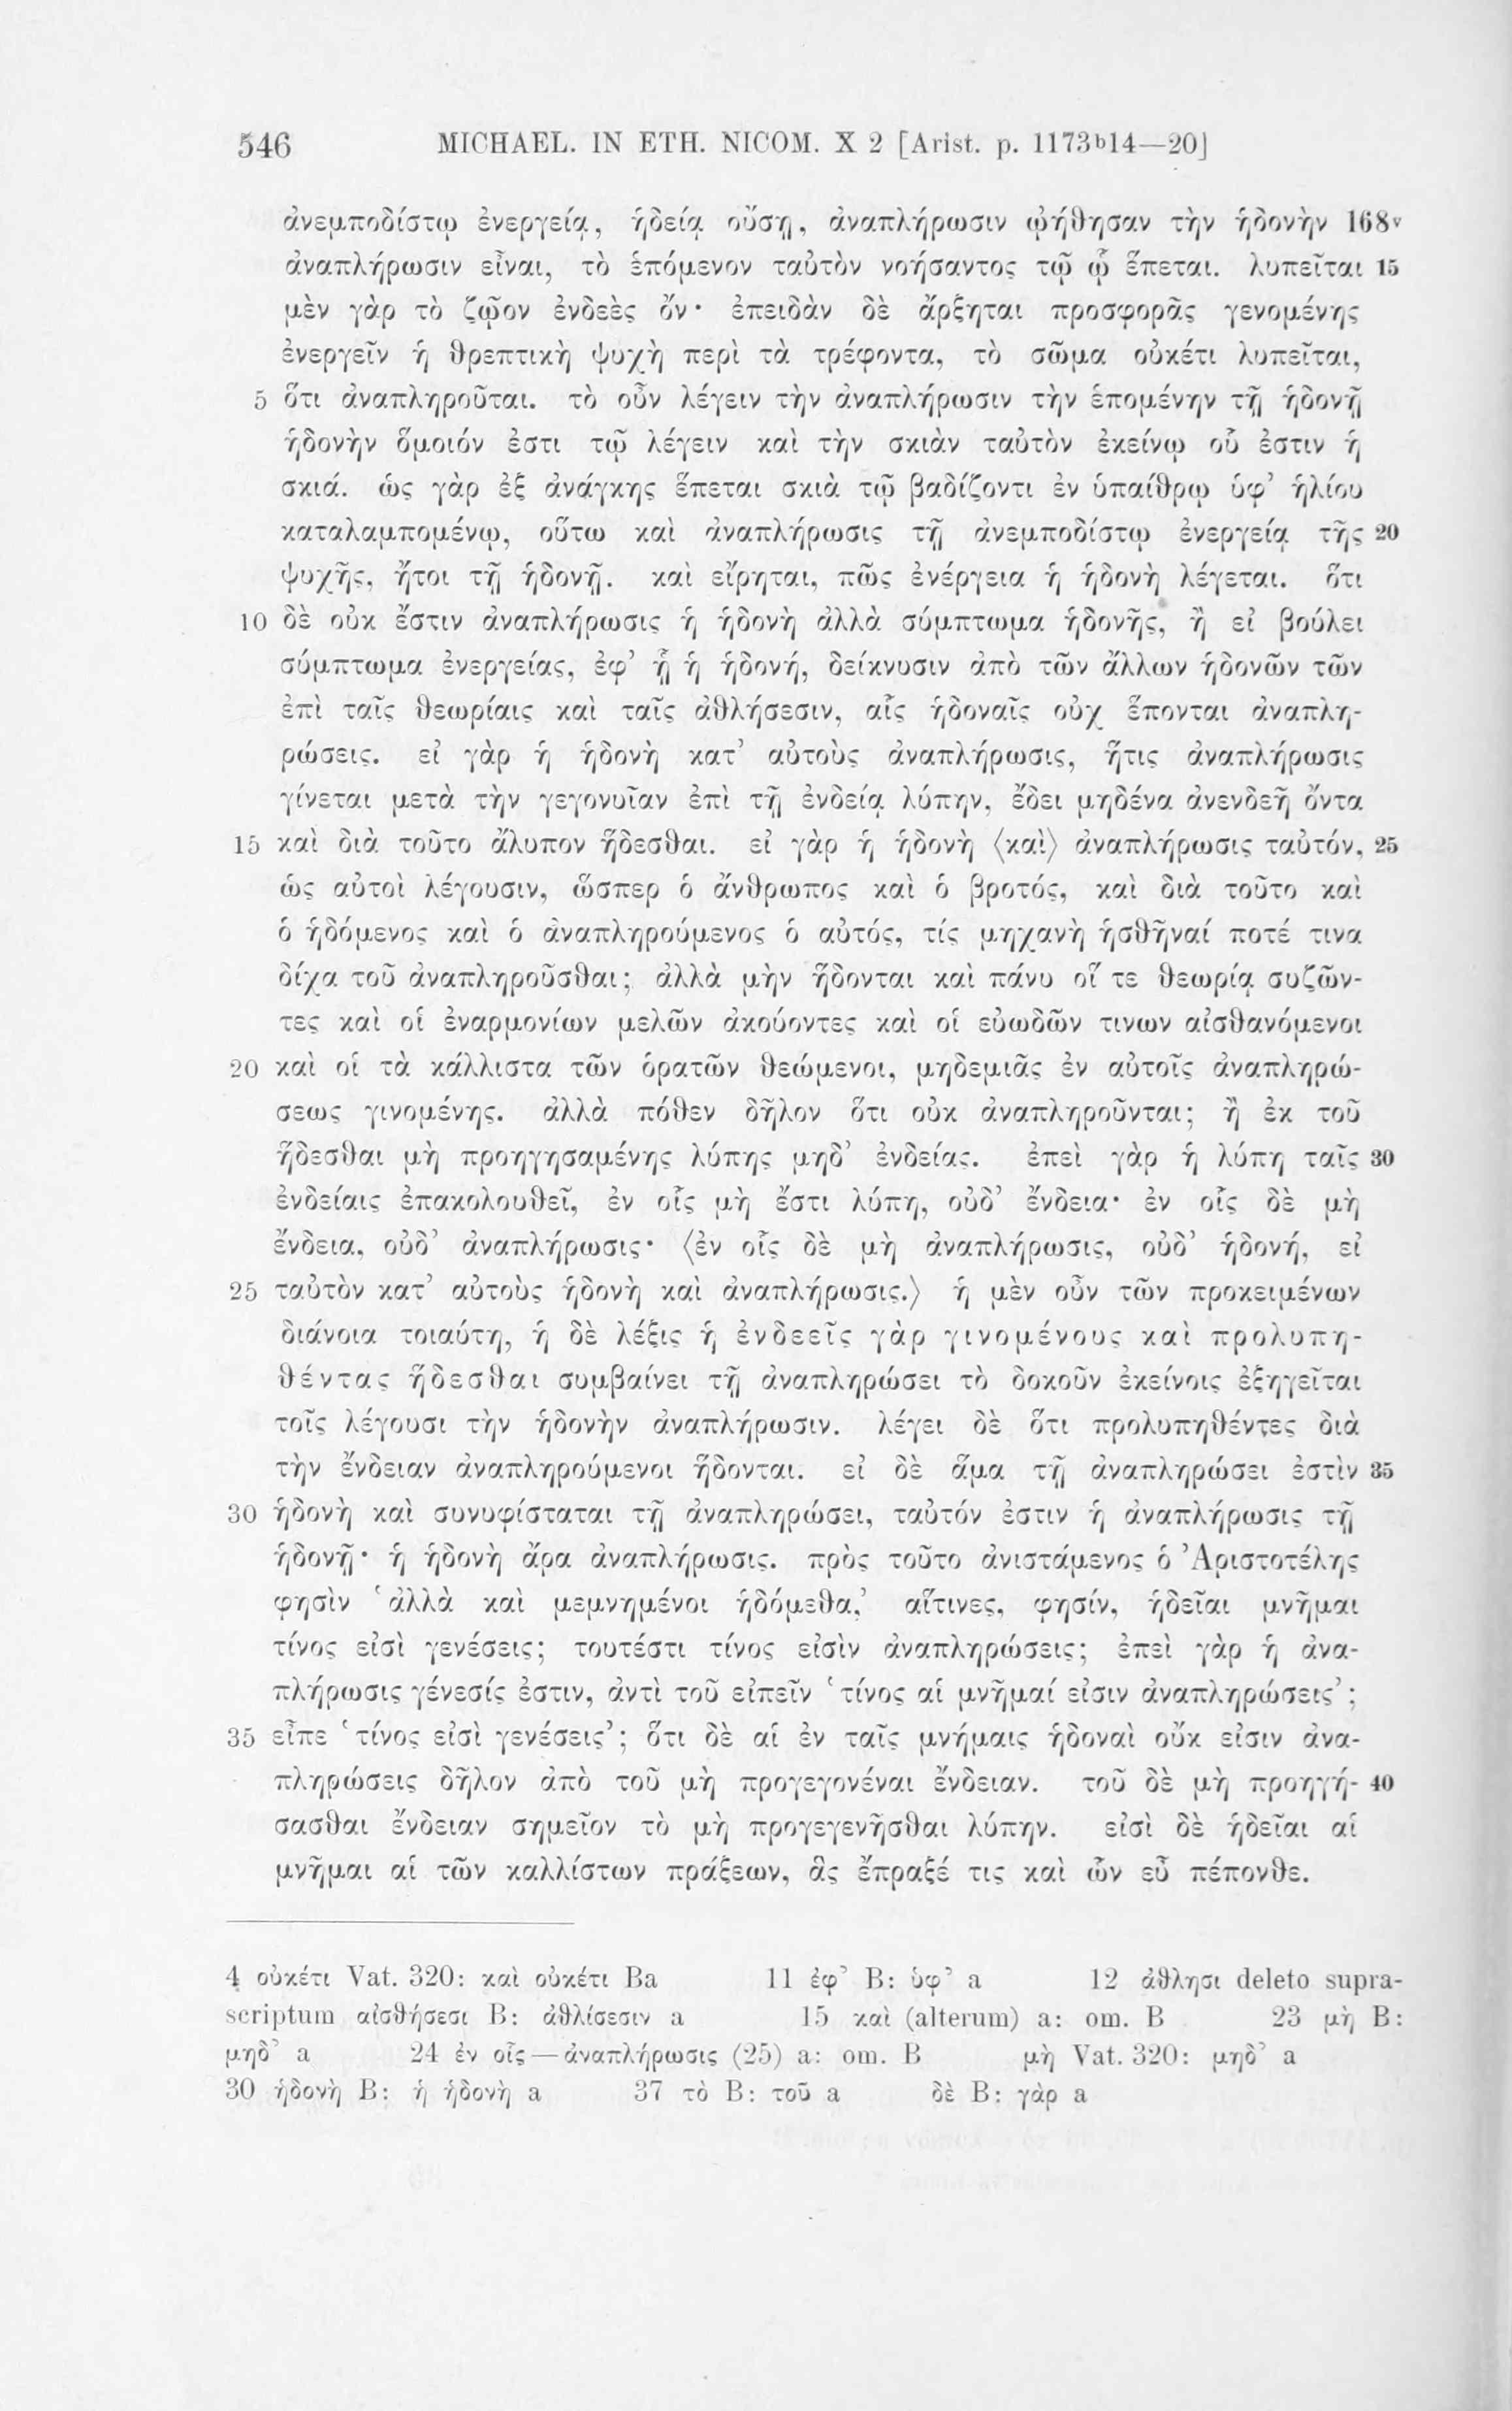 546 MICHAEL. IN ETH. NICOM. X 2 [Arist. p. 1173b14—20]
ἀνεμποδίστῳ ἐνεργείᾳ, ἡδείᾳ οὔσῃ, ἀναπλήρωσιν ᾠήθησαν τὴν ἡδονὴν 168v
ἀναπλήρωσιν εἶναι, τὸ ἑπόμενον ταὐτὸν νοήσαντος τῷ ᾧ ἕπεται. λυπεῖται 15
μὲν γὰρ τὸ ζῷον ἐνδεὲς ὄν· ἐπειδὰν δὲ ἄρξηται προσφορᾶς γενομένης
ἐνεργεῖν ἡ θρεπτικὴ ψυχὴ περὶ τὰ τρέφοντα, τὸ σῶμα οὐκέτι λυπεῖται,
5 ὅτι ἀναπληροῦται. τὸ οὖν λέγειν τὴν ἀναπλήρωσιν τὴν ἑπομένην τῇ ἡδονῇ
ἡδονὴν ὅμοιόν ἐστι τῷ λέγειν καὶ τὴν σκιὰν ταὐτὸν ἐκείνῳ οὗ ἐστιν ἡ
σκιά. ὡς γὰρ ἐξ ἀνάγκης ἕπεται σκιὰ τῷ βαδίζοντι ἐν ὑπαίθρῳ ὑφ’ ἡλίου
καταλαμπομένῳ, οὕτω καὶ ἀναπλήρωσις τῇ ἀνεμποδίστῳ ἐνεργείᾳ τῆς 20
ψυχῆς, ἤτοι τῇ ἡδονῇ. καὶ εἴρηται, πῶς ἐνέργεια ἡ ἡδονὴ λέγεται. ὅτι
10 δὲ οὐκ ἔστιν ἀναπλήρωσις ἡ ἡδονὴ ἀλλὰ σύμπτωμα ἡδονῆς, ἢ εἰ βούλει
σύμπτωμα ἐνεργείας, ἐφ’ ᾗ ἡ ἡδονή, δείκνυσιν ἀπὸ τῶν ἄλλων ἡδονῶν τῶν
ἐπὶ ταῖς θεωρίαις καὶ ταῖς ἀθλήσεσιν, αἷς ἡδοναῖς οὐχ ἕπονται ἀναπλη-
ρώσεις. εἰ γὰρ ἡ ἡδονὴ κατ’ αὐτοὺς ἀναπλήρωσις, ἥτις ἀναπλήρωσις
γίνεται μετὰ τὴν γεγονυῖαν ἐπὶ τῇ ἐνδείᾳ λύπην, ἔδει μηδένα ἀνενδεῆ ὄντα
15 καὶ διὰ τοῦτο ἄλυπον ἥδεσθαι. εἰ γὰρ ἡ ἡδονὴ ⟨καὶ⟩ ἀναπλήρωσις ταὐτόν, 25
ὡς αὐτοὶ λέγουσιν, ὥσπερ ὁ ἄνθρωπος καὶ ὁ βροτός, καὶ διὰ τοῦτο καὶ
ὁ ἡδόμενος καὶ ὁ ἀναπληρούμενος ὁ αὐτός, τίς μηχανὴ ἡσθῆναί ποτέ τινα
δίχα τοῦ ἀναπληροῦσθαι; ἀλλὰ μὴν ἥδονται καὶ πάνυ οἵ τε θεωρίᾳ συζῶν-
τες καὶ οἱ ἐναρμονίων μελῶν ἀκούοντες καὶ οἱ εὐωδῶν τινων αἰσθανόμενοι
20 καὶ οἱ τὰ κάλλιστα τῶν ὁρατῶν θεώμενοι, μηδεμιᾶς ἐν αὐτοῖς ἀναπληρώ-
σεως γινομένης. ἀλλὰ πόθεν δῆλον ὅτι οὐκ ἀναπληροῦνται; ἢ ἐκ τοῦ
ἥδεσθαι μὴ προηγησαμένης λύπης μηδ’ ἐνδείας. ἐπεὶ γὰρ ἡ λύπη ταῖς 30
ἐνδείαις ἐπακολουθεῖ, ἐν οἷς μὴ ἔστι λύπη, οὐδ’ ἔνδεια· ἐν οἷς δὲ μὴ
ἔνδεια, οὐδ’ ἀναπλήρωσις· ⟨ἐν οἷς δὲ μὴ ἀναπλήρωσις, οὐδ’ ἡδονή, εἰ
25 ταὐτὸν κατ’ αὐτοὺς ἡδονὴ καὶ ἀναπλήρωσις.⟩ ἡ μὲν οὖν τῶν προκειμένων
διάνοια τοιαύτη, ἡ δὲ λέξις ἡ ἐνδεεῖς γὰρ γινομένους καὶ προλυπη-
θέντας ἥδεσθαι συμβαίνει τῇ ἀναπληρώσει τὸ δοκοῦν ἐκείνοις ἐξηγεῖται
τοῖς λέγουσι τὴν ἡδονὴν ἀναπλήρωσιν. λέγει δὲ ὅτι προλυπηθέντες διὰ
τὴν ἔνδειαν ἀναπληρούμενοι ἥδονται. εἰ δὲ ἅμα τῇ ἀναπληρώσει ἐστὶν 35
30 ἡδονὴ καὶ συνυφίσταται τῇ ἀναπληρώσει, ταὐτόν ἐστιν ἡ ἀναπλήρωσις τῇ
ἡδονῇ· ἡ ἡδονὴ ἄρα ἀναπλήρωσις. πρὸς τοῦτο ἀνιστάμενος ὁ Ἀριστοτέλης
φησὶν ‘ἀλλὰ καὶ μεμνημένοι ἡδόμεθα,’ αἵτινες, φησίν, ἡδεῖαι μνῆμαι
τίνος εἰσὶ γενέσεις; τουτέστι τίνος εἰσὶν ἀναπληρώσεις; ἐπεὶ γὰρ ἡ ἀνα-
πλήρωσις γένεσίς ἐστιν, ἀντὶ τοῦ εἰπεῖν ‘τίνος αἱ μνῆμαί εἰσιν ἀναπληρώσεις’;
35 εἶπε ‘τίνος εἰσὶ γενέσεις’; ὅτι δὲ αἱ ἐν ταῖς μνήμαις ἡδοναὶ οὔκ εἰσιν ἀνα-
πληρώσεις δῆλον ἀπὸ τοῦ μὴ προγεγονέναι ἔνδειαν. τοῦ δὲ μὴ προηγή- 40
σασθαι ἔνδειαν σημεῖον τὸ μὴ προγεγενῆσθαι λύπην. εἰσὶ δὲ ἡδεῖαι αἱ
μνῆμαι αἱ τῶν καλλίστων πράξεων, ἃς ἔπραξέ τις καὶ ὧν εὖ πέπονθε.
4 οὐκέτι Vat. 320: καὶ οὐκέτι Ba 11 ἐφ’ B: ὑφ’ a 12 ἀθλησι deleto supra-
scriptum αἰσθήσεσι B: ἀθλίσεσιν a 15 καὶ (alterum) a: om. B 23 μὴ B:
μηδ’ a 24 ἐν οἷς — ἀναπλήρωσις (25) a: om. B μὴ Vat. 320: μηδ’ a
30 ἡδονὴ B: ἡ ἡδονὴ a 37 τὸ B: τοῦ a δὲ B: γὰρ a